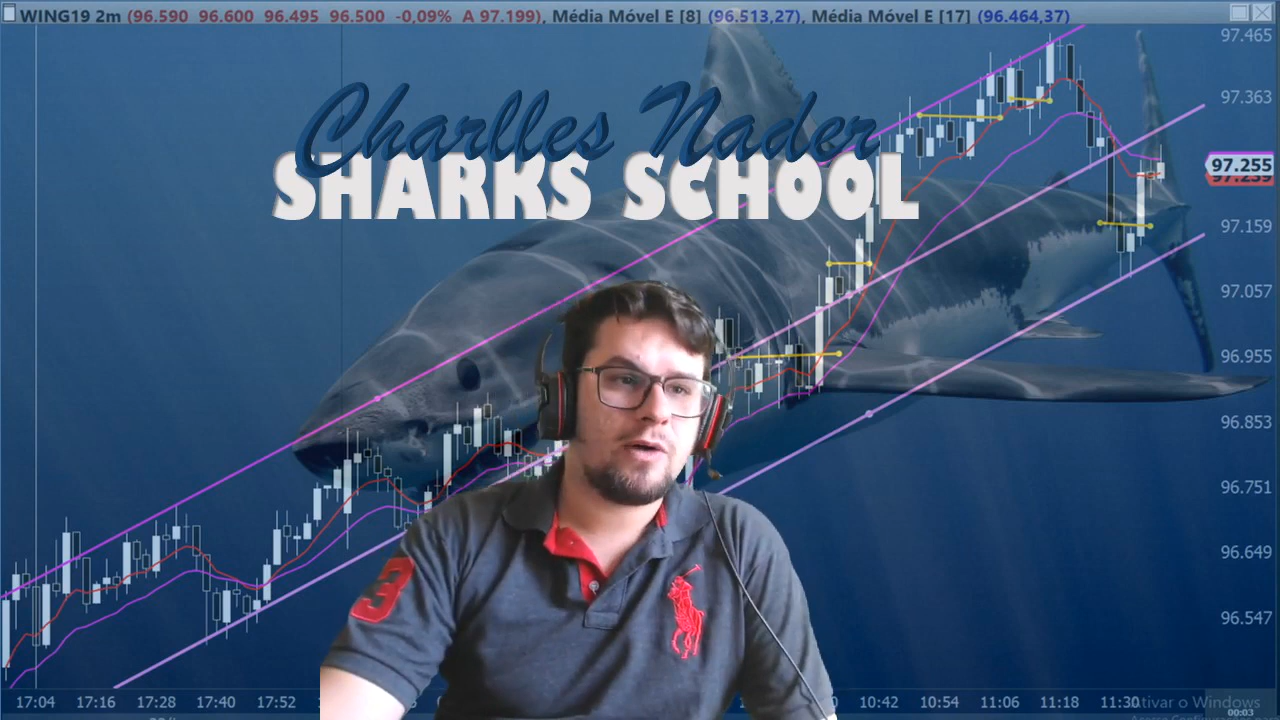 WING19 2m (96.590 96.600 96.495 96.500 -0,09% A 97.199), Média Móvel E [8] (96.513,27), Média Móvel E [17] (96.464,37)
97.465
Charlles Nader
97.363
SHARKS SCHOOL
97.255
97.159
97.057
96.955
96.853
96.751
96.649
3
96.547
17:04 17:16 17:28 17:40 17:52 10:42 10:54 11:06 11:18 11:30
Ativar o Windows
00:03